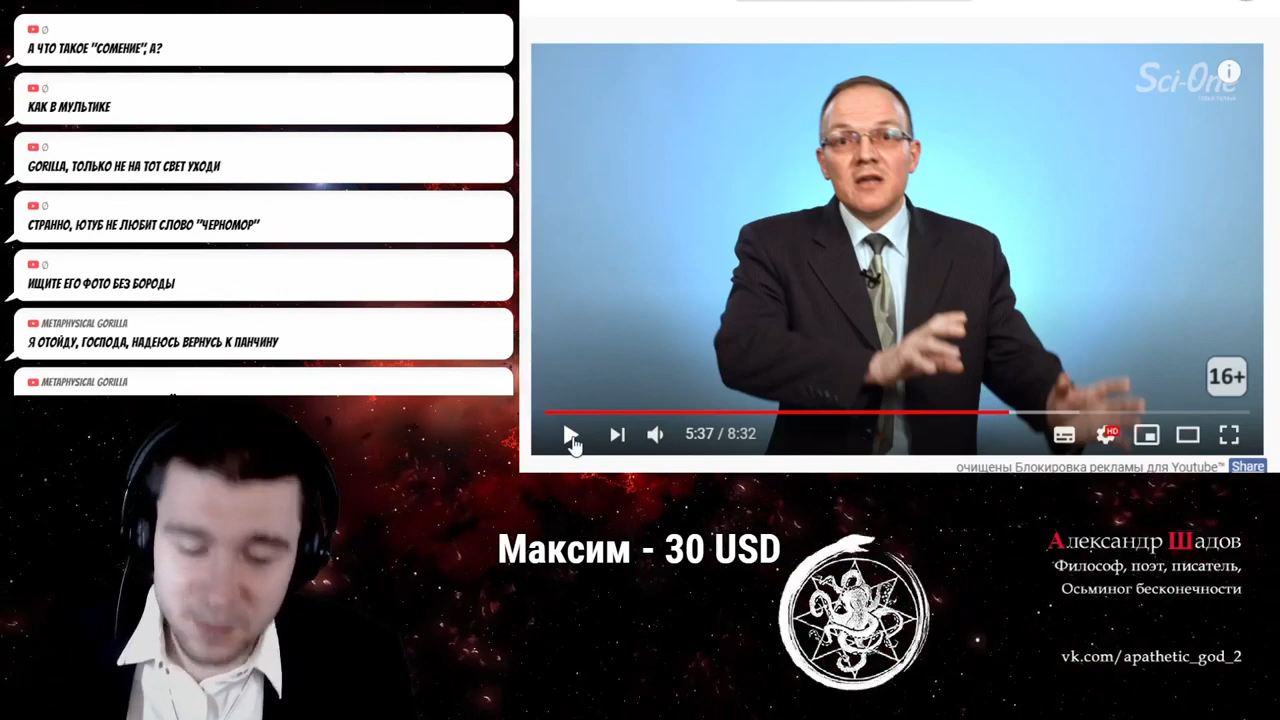 Ø
А ЧТО ТАКОЕ "СОМЕНИЕ", А?
Ø
КАК В МУЛЬТИКЕ
Ø
GORILLA, ТОЛЬКО НЕ НА ТОТ СВЕТ УХОДИ
Ø
СТРАННО, ЮТУБ НЕ ЛЮБИТ СЛОВО "ЧЕРНОМОР"
Ø
ИЩИТЕ ЕГО ФОТО БЕЗ БОРОДЫ
METAPHYSICAL GORILLA
Я ОТОЙДУ, ГОСПОДА, НАДЕЮСЬ ВЕРНУСЬ К ПАНЧИНУ
METAPHYSICAL GORILLA
Sci-One
16+
5:37 / 8:32
HD
очищены Блокировка рекламы для Youtube™ Share
Максим - 30 USD
Александр Шадов
Философ, поэт, писатель,
Осьминог бесконечности
vk.com/apathetic_god_2